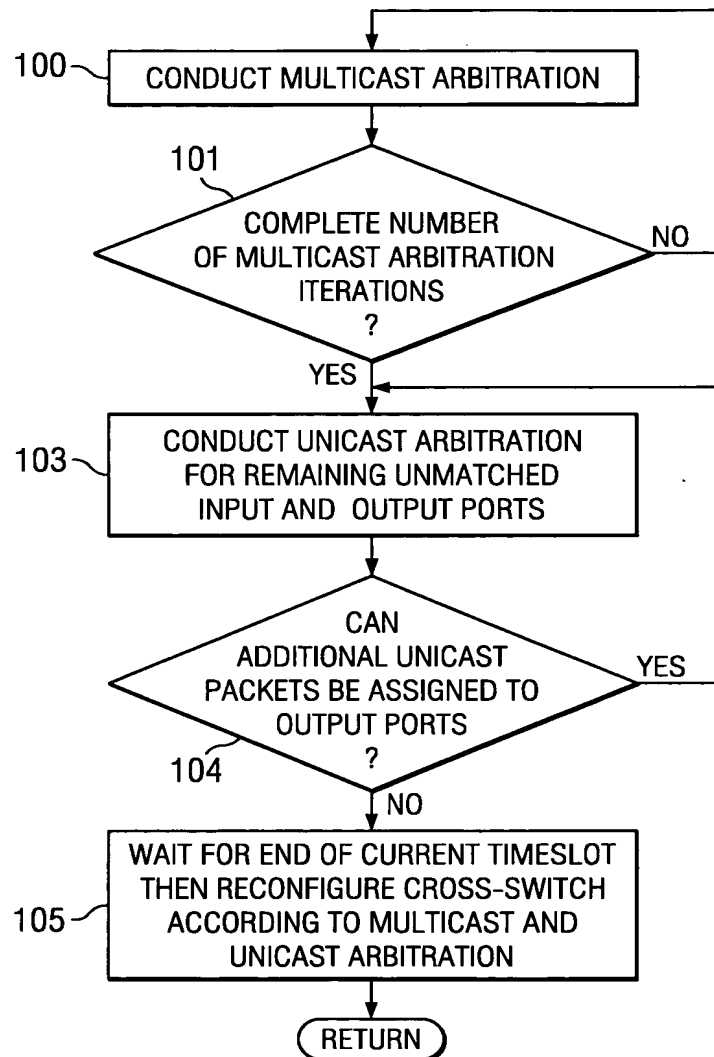 100
CONDUCT MULTICAST ARBITRATION
101
COMPLETE NUMBER
OF MULTICAST ARBITRATION
ITERATIONS
?
NO
YES
103
CONDUCT UNICAST ARBITRATION
FOR REMAINING UNMATCHED
INPUT AND OUTPUT PORTS
CAN
ADDITIONAL UNICAST
PACKETS BE ASSIGNED TO
OUTPUT PORTS
?
YES
104
NO
105
WAIT FOR END OF CURRENT TIMESLOT
THEN RECONFIGURE CROSS-SWITCH
ACCORDING TO MULTICAST AND
UNICAST ARBITRATION
RETURN